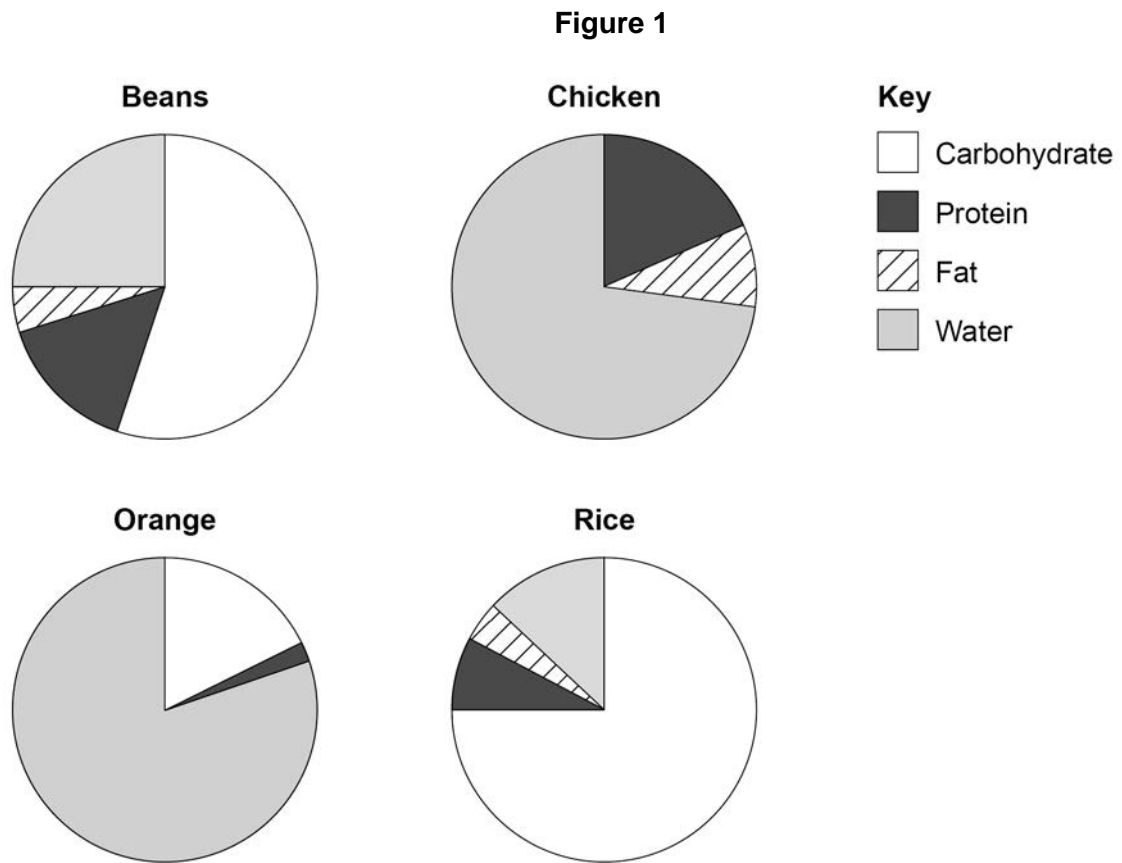 Figure 1
Beans
Chicken
Key
Carbohydrate
Protein
Fat
Water
Orange
Rice